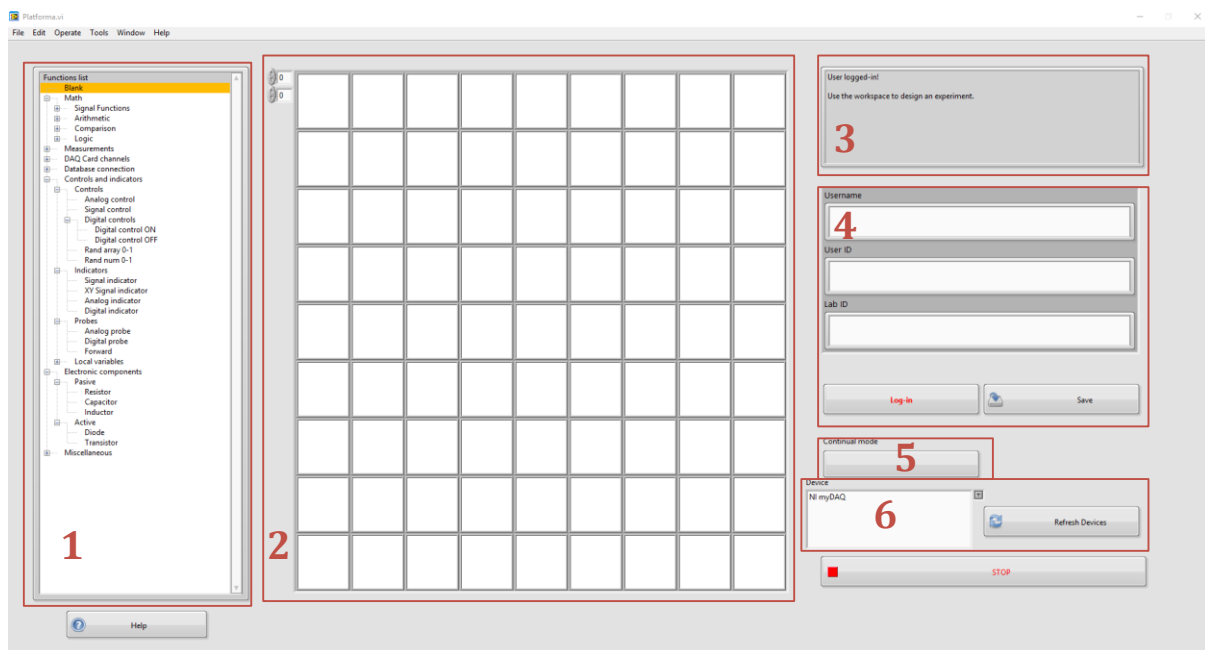 Platforma.vi
File Edit Operate Tools Window Help
Functions list
Blank
Math
Signal Functions
Arithmetic
Comparison
Logic
Measurements
DAQ Card channels
Database connection
Controls and indicators
Controls
Analog control
Signal control
Digital controls
Digital control ON
Digital control OFF
Rand array 0-1
Rand num 0-1
Indicators
Signal indicator
XY Signal indicator
Analog indicator
Digital indicator
Probes
Analog probe
Digital probe
Forward
Local variables
Electronic components
Pasive
Resistor
Capacitor
Inductor
Active
Diode
Transistor
Miscellaneous
1
Help
0
0
2
User logged-in!
Use the workspace to design an experiment.
3
Username
4
User ID
Lab ID
Log-in Save
Continual mode
5
Device
NI myDAQ
6
Refresh Devices
STOP